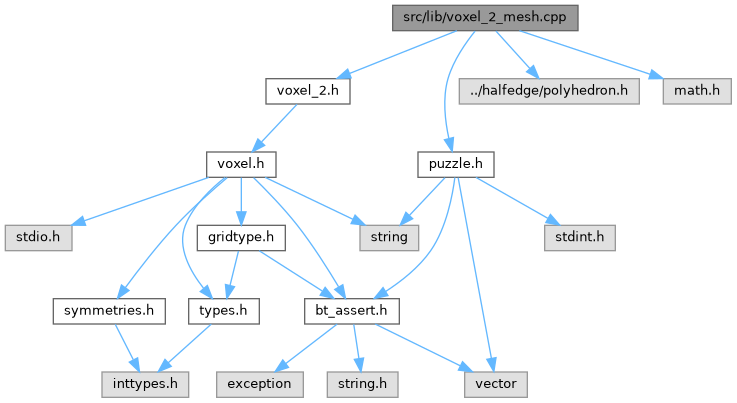 src/lib/voxel_2_mesh.cpp
voxel_2.h
../halfedge/polyhedron.h
math.h
voxel.h
puzzle.h
stdio.h
gridtype.h
string
stdint.h
symmetries.h
types.h
bt_assert.h
inttypes.h
exception
string.h
vector